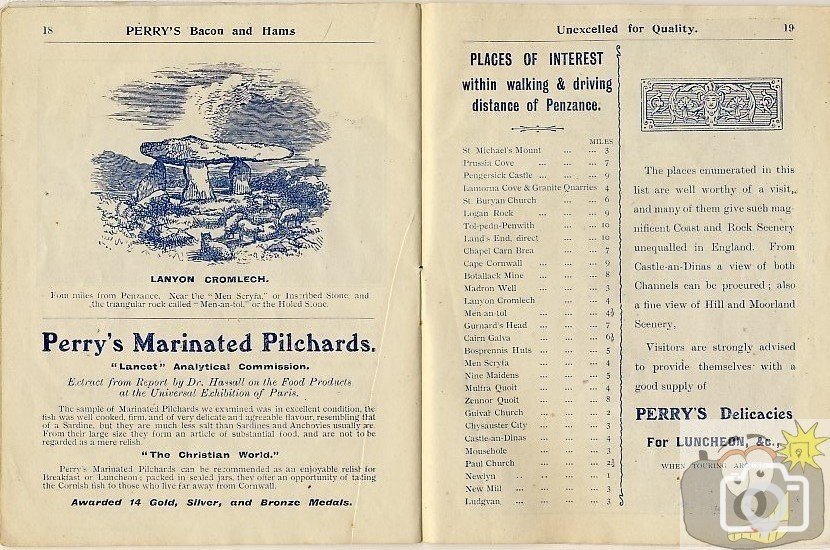 18 PERRY'S Bacon and Hams
LANYON CROMLECH.
Four miles from Penzance. Near the "Men Scryfa," or Inscribed Stone, and
the triangular rock called "Men-an-tol," or the Holed Stone.
Perry's Marinated Pilchards.
"Lancet" Analytical Commission.
Extract from Report by Dr. Hassall on the Food Products
at the Universal Exhibition of Paris.
The sample of Marinated Pilchards we examined was in excellent condition, the
fish was well cooked, firm, and of very delicate and agreeable flavour, resembling that
of a Sardine, but they are much less salt than Sardines and Anchovies usually are.
From their large size they form an article of substantial food, and are not to be
regarded as a mere relish.
"The Christian World."
Perry's Marinated Pilchards can be recommended as an enjoyable relish for
Breakfast or Luncheon; packed in sealed jars, they offer an opportunity of tasting
the Cornish fish to those who live far away from Cornwall.
Awarded 14 Gold, Silver, and Bronze Medals.
Unexcelled for Quality. 19
PLACES OF INTEREST
within walking & driving
distance of Penzance.
MILES
St Michael's Mount ... ... 3
Prussia Cove ... ... ... 7
Pengersick Castle ... ... ... 9
Lamorna Cove & Granite Quarries 4
St. Buryan Church ... ... 6
Logan Rock ... ... ... 9
Tol-pedn-Penwith ... ... 10
Land's End, direct ... ... 10
Chapel Carn Brea ... ... 7
Cape Cornwall ... ... ... 9
Botallack Mine ... ... ... 8
Madron Well ... ... ... 3
Lanyon Cromlech ... ... 4
Men-an-tol ... ... ... 4½
Gurnard's Head ... ... ... 7
Cairn Galva ... ... ... 6½
Bosprennis Huts ... ... ... 5
Men Scryfa ... ... ... 4
Nine Maidens ... ... ... 5
Mulfra Quoit ... ... ... 4
Zennor Quoit ... ... ... 8
Gulval Church ... ... ... 2
Chysauster City ... ... ... 3
Castle-an-Dinas ... ... ... 4
Mousehole ... ... ... 3
Paul Church ... ... ... 2½
Newlyn ... ... ... 1
New Mill ... ... ... 3
Ludgvan ... ... ... 3
The places enumerated in this
list are well worthy of a visit,
and many of them give such mag-
nificent Coast and Rock Scenery
unequalled in England. From
Castle-an-Dinas a view of both
Channels can be procured; also
a fine view of Hill and Moorland
Scenery,
Visitors are strongly advised
to provide themselves with a
good supply of
PERRY'S Delicacies
For LUNCHEON, &c.,
WHEN TOURING